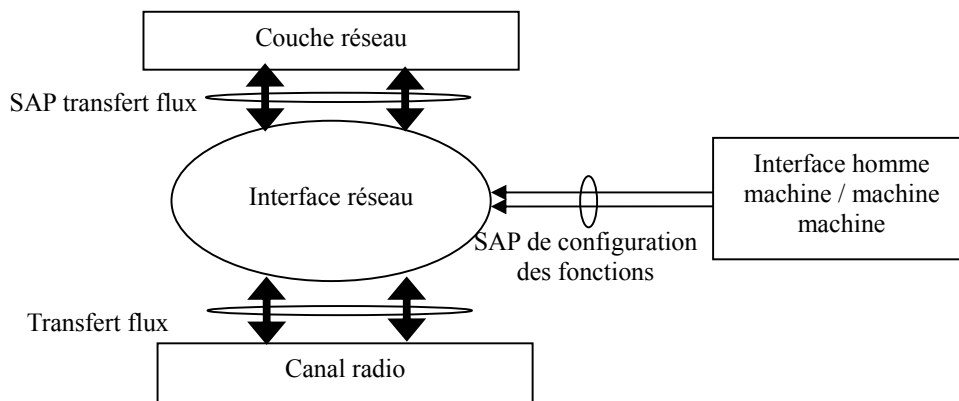 Couche réseau
SAP transfert flux
Interface réseau
Interface homme
machine / machine
machine
SAP de configuration
des fonctions
Transfert flux
Canal radio